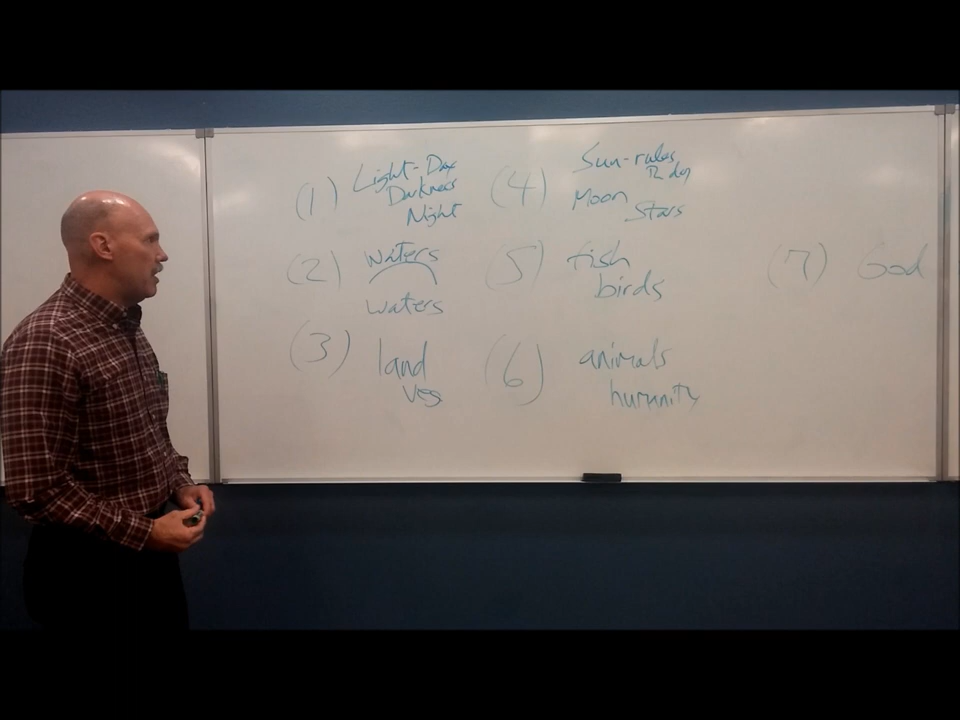 (1) Light-Day
Darkness
Night
(2) waters
waters
(3) land
veg
(4) Sun-rules
the day
Moon
Stars
(5) fish
birds
(6) animals
humanity
(7) God